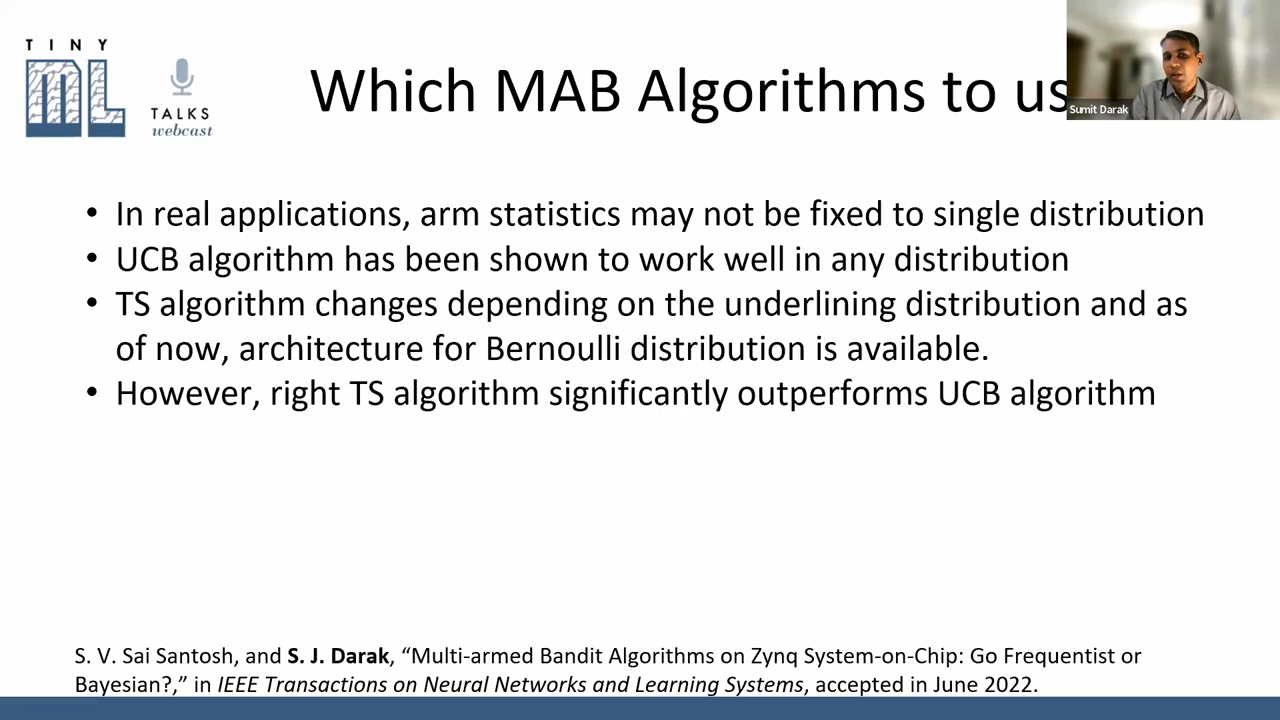 TINY
ML
TALKS
webcast
Which MAB Algorithms to us
Sumit Darak
• In real applications, arm statistics may not be fixed to single distribution
• UCB algorithm has been shown to work well in any distribution
• TS algorithm changes depending on the underlining distribution and as
of now, architecture for Bernoulli distribution is available.
• However, right TS algorithm significantly outperforms UCB algorithm
S. V. Sai Santosh, and S. J. Darak, “Multi-armed Bandit Algorithms on Zynq System-on-Chip: Go Frequentist or
Bayesian?,” in IEEE Transactions on Neural Networks and Learning Systems, accepted in June 2022.